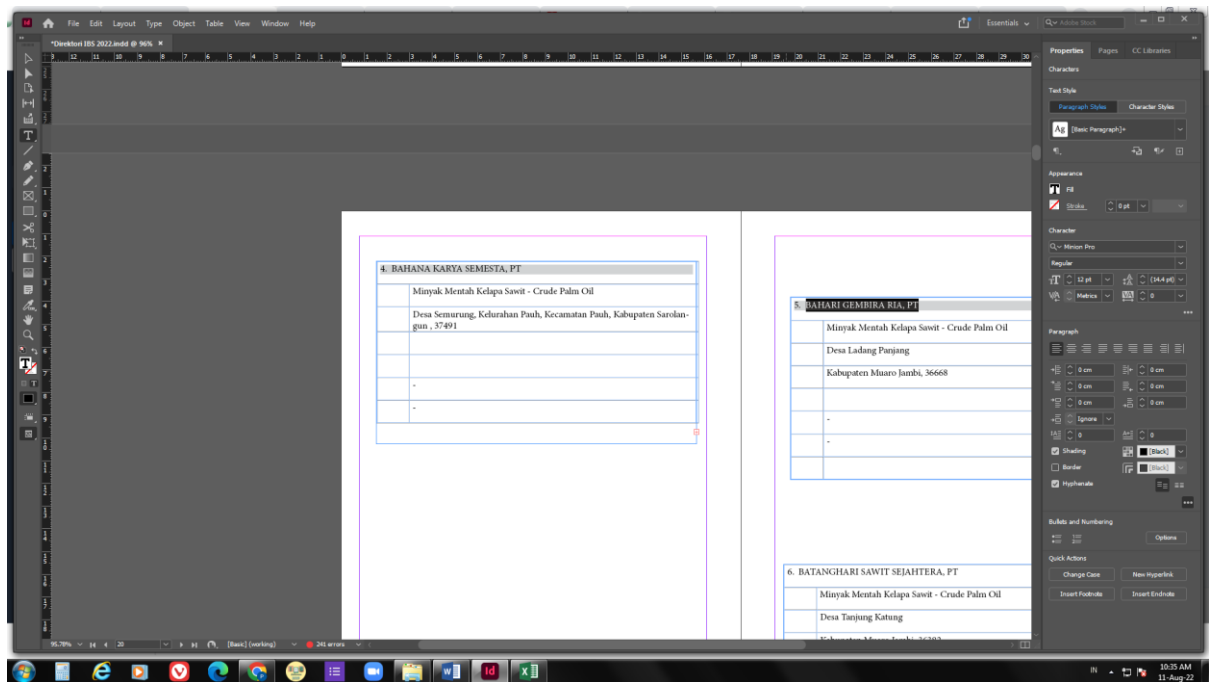 File Edit Layout Type Object Table View Window Help
Essentials
Adobe Stock
*Direktori IBS 2022.indd @ 96% ×
Properties Pages CC Libraries
Characters
Text Style
Paragraph Styles Character Styles
Ag [Basic Paragraph]+
Appearance
Fill
Stroke 0 pt
Character
Minion Pro
Regular
12 pt (14.4 pt)
Metrics 0
Paragraph
0 cm 0 cm
0 cm 0 cm
0 cm 0 cm
Ignore
0 0
Shading [Black]
Border [Black]
Hyphenate
Bullets and Numbering
Options
Quick Actions
Change Case New Hyperlink
Insert Footnote Insert Endnote
4. BAHANA KARYA SEMESTA, PT
Minyak Mentah Kelapa Sawit - Crude Palm Oil
Desa Semurung, Kelurahan Pauh, Kecamatan Pauh, Kabupaten Sarolan-
gun , 37491
-
-
5. BAHARI GEMBIRA RIA, PT
Minyak Mentah Kelapa Sawit - Crude Palm Oil
Desa Ladang Panjang
Kabupaten Muaro Jambi, 36668
-
-
6. BATANGHARI SAWIT SEJAHTERA, PT
Minyak Mentah Kelapa Sawit - Crude Palm Oil
Desa Tanjung Katung
95.78% 20 [Basic] (working) 241 errors
IN 10:35 AM
11-Aug-22